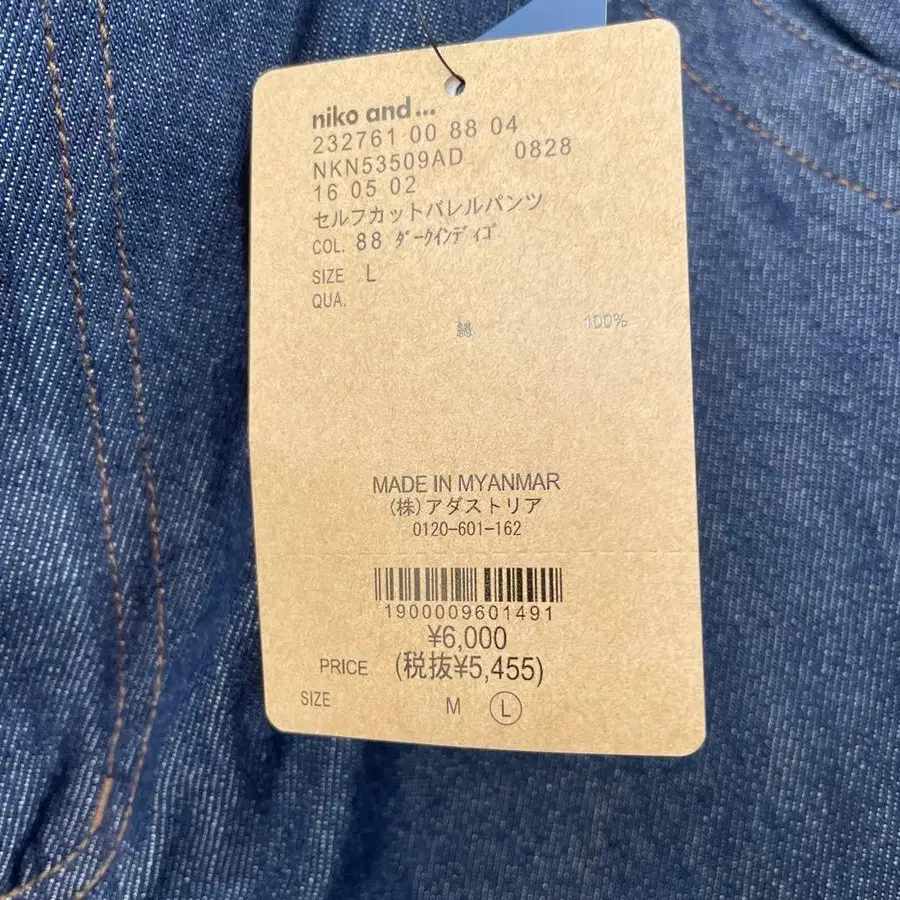 niko and...
232761 00 88 04
NKN53509AD 0828
16 05 02
セルフカットバレルパンツ
COL. 88 ﾀﾞｰｸｲﾝﾃﾞｨｺﾞ
SIZE L
QUA.
綿 100%
MADE IN MYANMAR
(株)アダストリア
0120-601-162
1900009601491
¥6,000
PRICE (税抜¥5,455)
SIZE M L